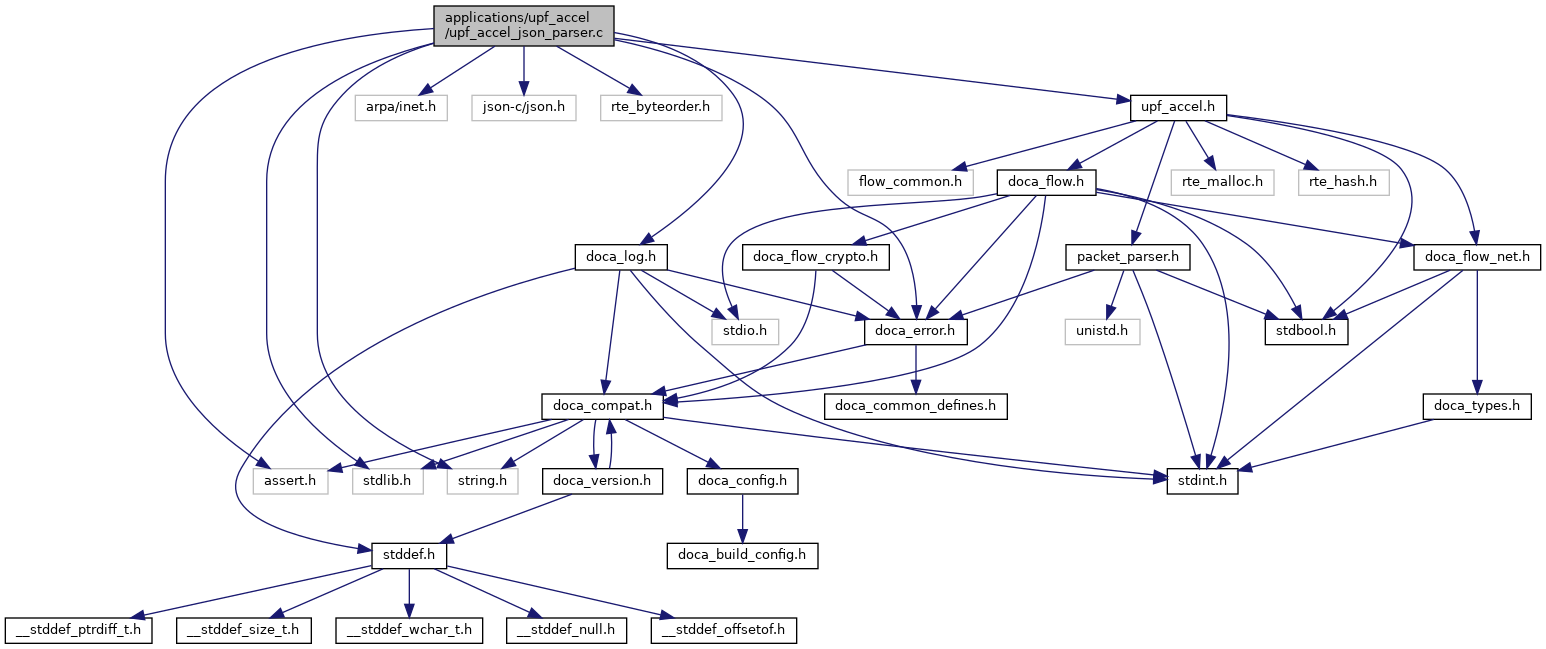 applications/upf_accel
/upf_accel_json_parser.c
arpa/inet.h
json-c/json.h
rte_byteorder.h
upf_accel.h
flow_common.h
doca_flow.h
rte_malloc.h
rte_hash.h
doca_log.h
doca_flow_crypto.h
packet_parser.h
doca_flow_net.h
stdio.h
doca_error.h
unistd.h
stdbool.h
doca_compat.h
doca_common_defines.h
doca_types.h
assert.h
stdlib.h
string.h
doca_version.h
doca_config.h
stdint.h
stddef.h
doca_build_config.h
__stddef_ptrdiff_t.h
__stddef_size_t.h
__stddef_wchar_t.h
__stddef_null.h
__stddef_offsetof.h